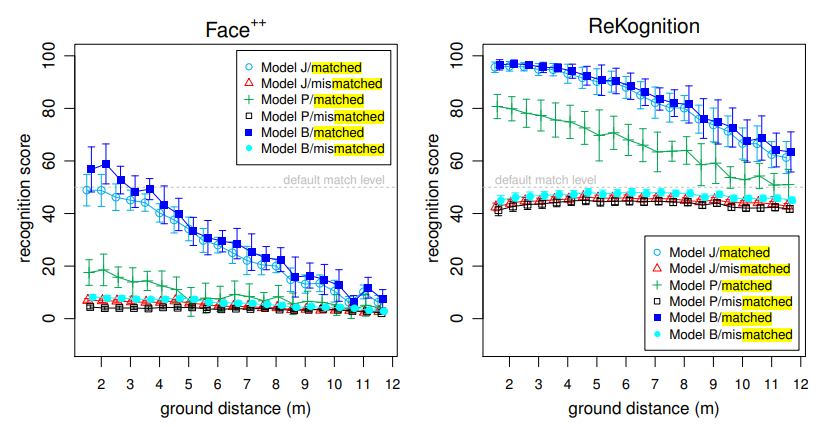 Face++
recognition score
100
80
60
40
20
0
Model J/matched
Model J/mismatched
Model P/matched
Model P/mismatched
Model B/matched
Model B/mismatched
default match level
2 3 4 5 6 7 8 9 10 11 12
ground distance (m)
ReKognition
recognition score
100
80
60
40
20
0
default match level
Model J/matched
Model J/mismatched
Model P/matched
Model P/mismatched
Model B/matched
Model B/mismatched
2 3 4 5 6 7 8 9 10 11 12
ground distance (m)